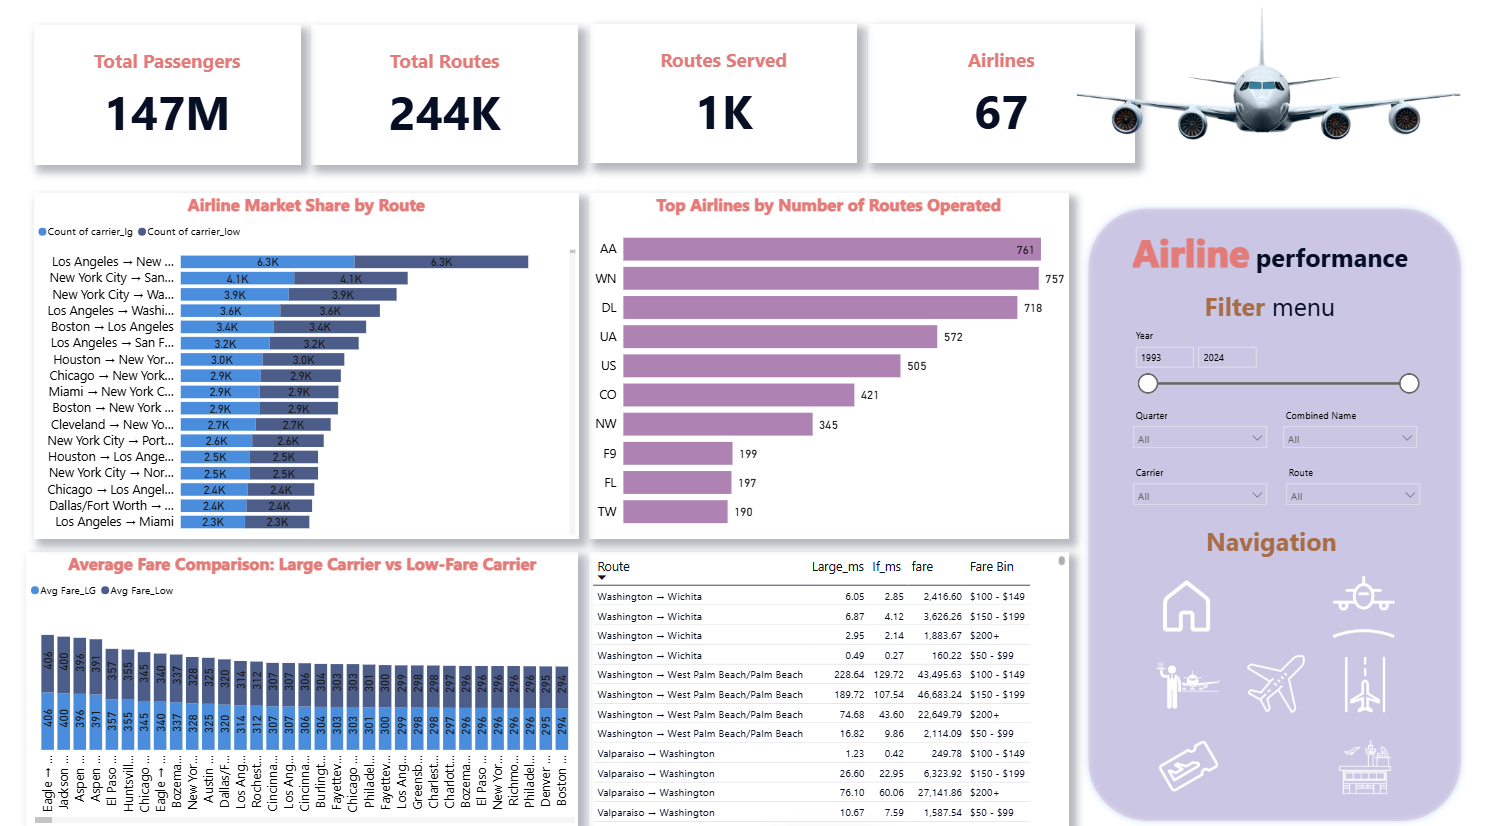 Total Passengers
147M
Total Routes
244K
Routes Served
1K
Airlines
67
Airline Market Share by Route
Count of carrier_lg Count of carrier_low
Los Angeles → New ... 6.3K 6.3K
New York City → San... 4.1K 4.1K
New York City → Wa... 3.9K 3.9K
Los Angeles → Washi... 3.6K 3.6K
Boston → Los Angeles 3.4K 3.4K
Los Angeles → San F... 3.2K 3.2K
Houston → New Yor... 3.0K 3.0K
Chicago → New York... 2.9K 2.9K
Miami → New York C... 2.9K 2.9K
Boston → New York ... 2.9K 2.9K
Cleveland → New Yo... 2.7K 2.7K
New York City → Port... 2.6K 2.6K
Houston → Los Ange... 2.5K 2.5K
New York City → Nor... 2.5K 2.5K
Chicago → Los Angel... 2.4K 2.4K
Dallas/Fort Worth → ... 2.4K 2.4K
Los Angeles → Miami 2.3K 2.3K
Top Airlines by Number of Routes Operated
AA 761
WN 757
DL 718
UA 572
US 505
CO 421
NW 345
F9 199
FL 197
TW 190
Airline performance
Filter menu
Year
1993 2024
Quarter Combined Name
All All
Carrier Route
All All
Navigation
Average Fare Comparison: Large Carrier vs Low-Fare Carrier
Avg Fare_LG Avg Fare_Low
406 400 396 391 357 355 345 340 337 328 325 320 314 312 307 307 306 304 303 303 301 300 299 298 298 297 296 296 296 296 296 295 294
406 400 396 391 357 355 345 340 337 328 325 320 314 312 307 307 306 304 303 303 301 300 299 298 298 297 296 296 296 296 296 295 294
Eagle → ...
Jackson ...
Aspen ...
Aspen ...
El Paso ...
Huntsvill...
Chicago ...
Eagle → ...
Bozema...
New Yor...
Austin ...
Dallas/F...
Los Ang...
Rochest...
Cincinna...
Los Ang...
Cincinna...
Burlingt...
Fayettev...
Chicago ...
Philadel...
Fayettev...
Los Ang...
Greensb...
Charlest...
Charlott...
Bozema...
El Paso ...
New Yor...
Richmo...
Philadel...
Denver ...
Boston ...
Route Large_ms lf_ms fare Fare Bin
Washington → Wichita 6.05 2.85 2,416.60 $100 - $149
Washington → Wichita 6.87 4.12 3,626.26 $150 - $199
Washington → Wichita 2.95 2.14 1,883.67 $200+
Washington → Wichita 0.49 0.27 160.22 $50 - $99
Washington → West Palm Beach/Palm Beach 228.64 129.72 43,495.63 $100 - $149
Washington → West Palm Beach/Palm Beach 189.72 107.54 46,683.24 $150 - $199
Washington → West Palm Beach/Palm Beach 74.68 43.60 22,649.79 $200+
Washington → West Palm Beach/Palm Beach 16.82 9.86 2,114.09 $50 - $99
Valparaiso → Washington 1.23 0.42 249.78 $100 - $149
Valparaiso → Washington 26.60 22.95 6,323.92 $150 - $199
Valparaiso → Washington 76.10 60.06 27,141.86 $200+
Valparaiso → Washington 10.67 7.59 1,587.54 $50 - $99